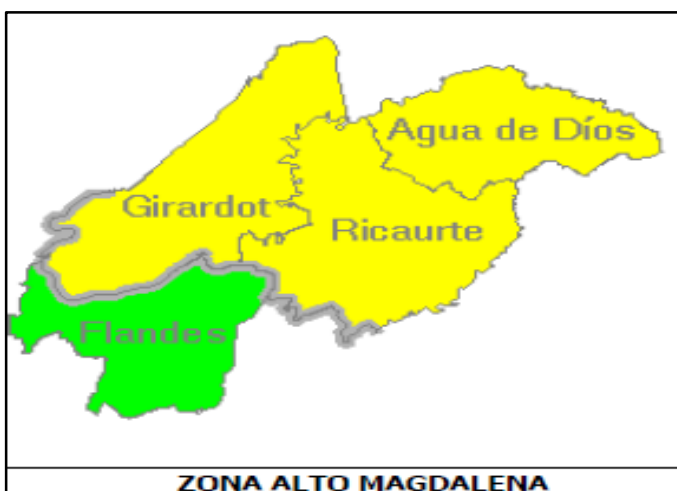 Agua de Díos
Girardot
Ricaurte
Flandes
ZONA ALTO MAGDALENA